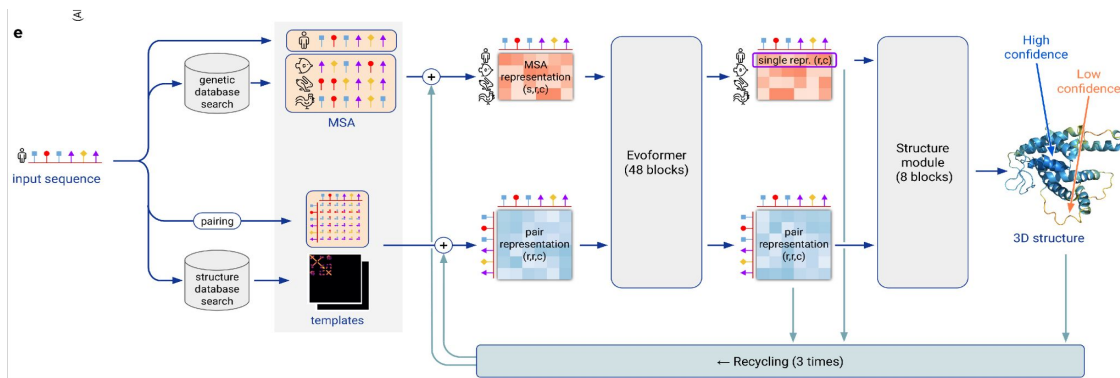 (Al
e
High
confidence
Low
confidence
MSA
representation
(s,r,c)
single repr. (r,c)
genetic
database
search
MSA
input sequence
Evoformer
(48 blocks)
Structure
module
(8 blocks)
pairing
pair
representation
(r,r,c)
pair
representation
(r,r,c)
3D structure
structure
database
search
templates
← Recycling (3 times)